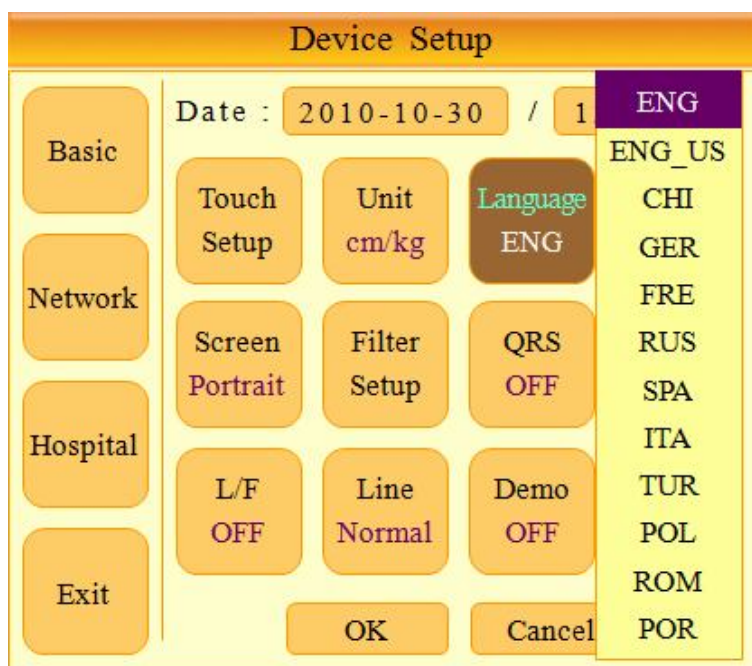 Device Setup
Basic
Network
Hospital
Exit
Date : 2010-10-30 / 1
Touch
Setup
Unit
cm/kg
Language
ENG
Screen
Portrait
Filter
Setup
QRS
OFF
L/F
OFF
Line
Normal
Demo
OFF
OK
Cancel
ENG
ENG_US
CHI
GER
FRE
RUS
SPA
ITA
TUR
POL
ROM
POR